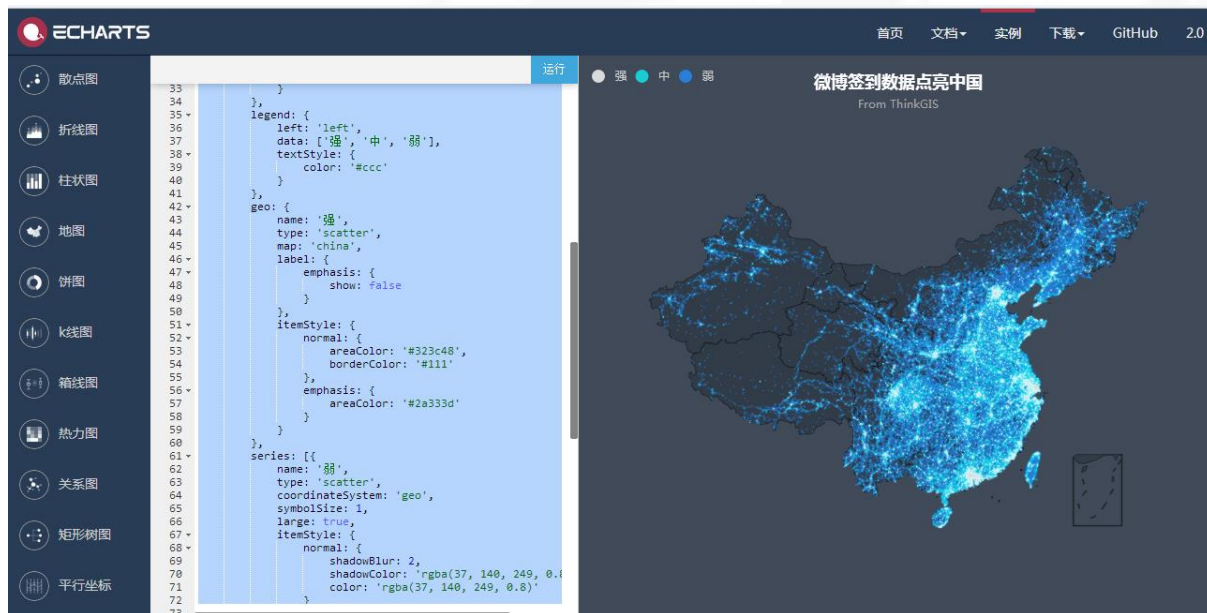 ECHARTS
首页 文档 实例 下载 GitHub 2.0
散点图
折线图
柱状图
地图
饼图
k线图
箱线图
热力图
关系图
矩形树图
平行坐标
运行
33 }
34 },
35 legend: {
36 left: 'left',
37 data: ['强', '中', '弱'],
38 textStyle: {
39 color: '#ccc'
40 }
41 },
42 geo: {
43 name: '强',
44 type: 'scatter',
45 map: 'china',
46 label: {
47 emphasis: {
48 show: false
49 }
50 },
51 itemStyle: {
52 normal: {
53 areaColor: '#323c48',
54 borderColor: '#111'
55 },
56 emphasis: {
57 areaColor: '#2a333d'
58 }
59 }
60 },
61 series: [{
62 name: '弱',
63 type: 'scatter',
64 coordinateSystem: 'geo',
65 symbolSize: 1,
66 large: true,
67 itemStyle: {
68 normal: {
69 shadowBlur: 2,
70 shadowColor: 'rgba(37, 140, 249, 0.8
71 color: 'rgba(37, 140, 249, 0.8)'
72 }
73
强 中 弱
微博签到数据点亮中国
From ThinkGIS